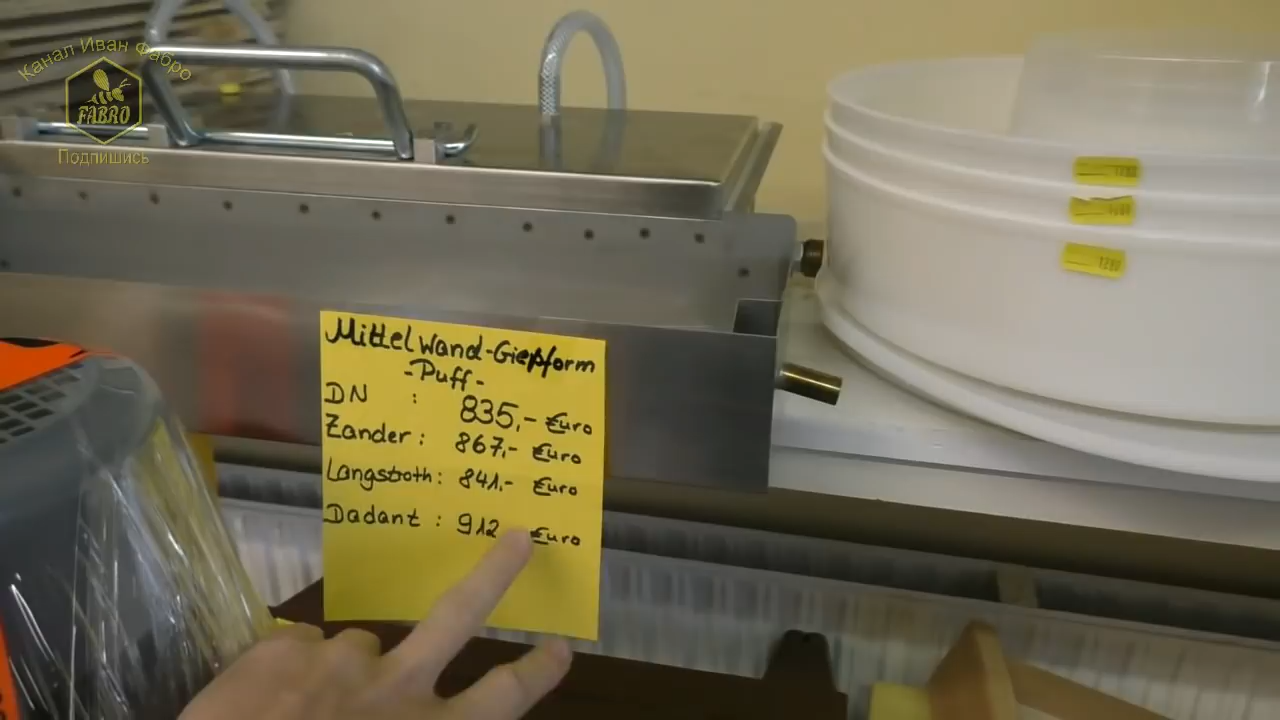 Канал Иван Фабро
FABRO
Подпишись
Mittelwand-Gießform
-Puff-
DN : 835,- Euro
Zander: 867,- Euro
Langstroth: 841,- Euro
Dadant : 912 Euro